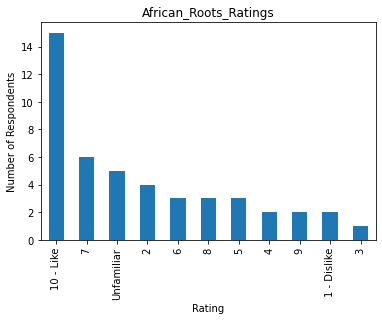 African_Roots_Ratings
Number of Respondents
14
12
10
8
6
4
2
0
10 - Like
7
Unfamiliar
2
6
8
5
4
9
1 - Dislike
3
Rating